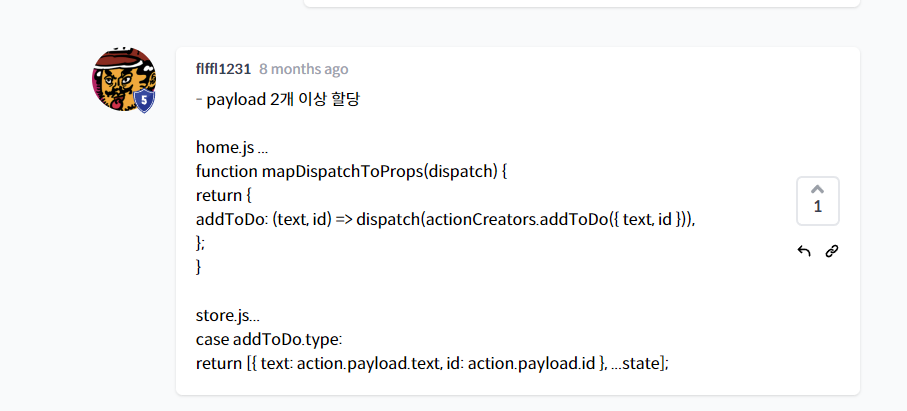 flffl1231 8 months ago
5
- payload 2개 이상 할당
home.js ...
function mapDispatchToProps(dispatch) {
return {
addToDo: (text, id) => dispatch(actionCreators.addToDo({ text, id })),
};
}
1
store.js...
case addToDo.type:
return [{ text: action.payload.text, id: action.payload.id }, ...state];